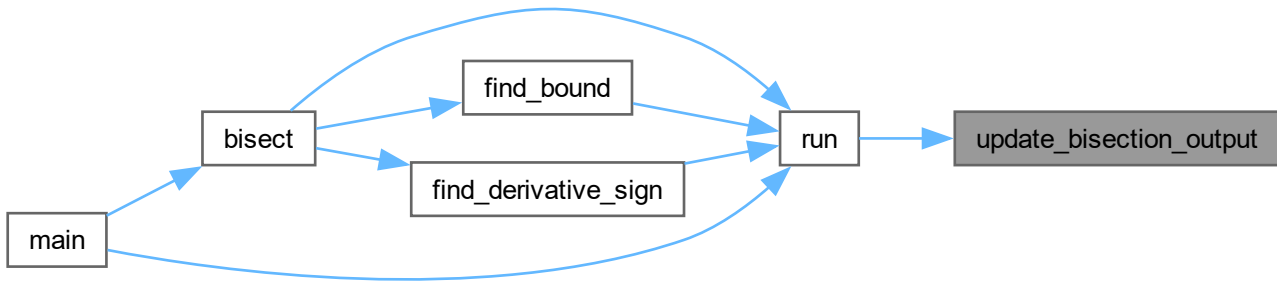 find_bound
bisect
run
update_bisection_output
find_derivative_sign
main